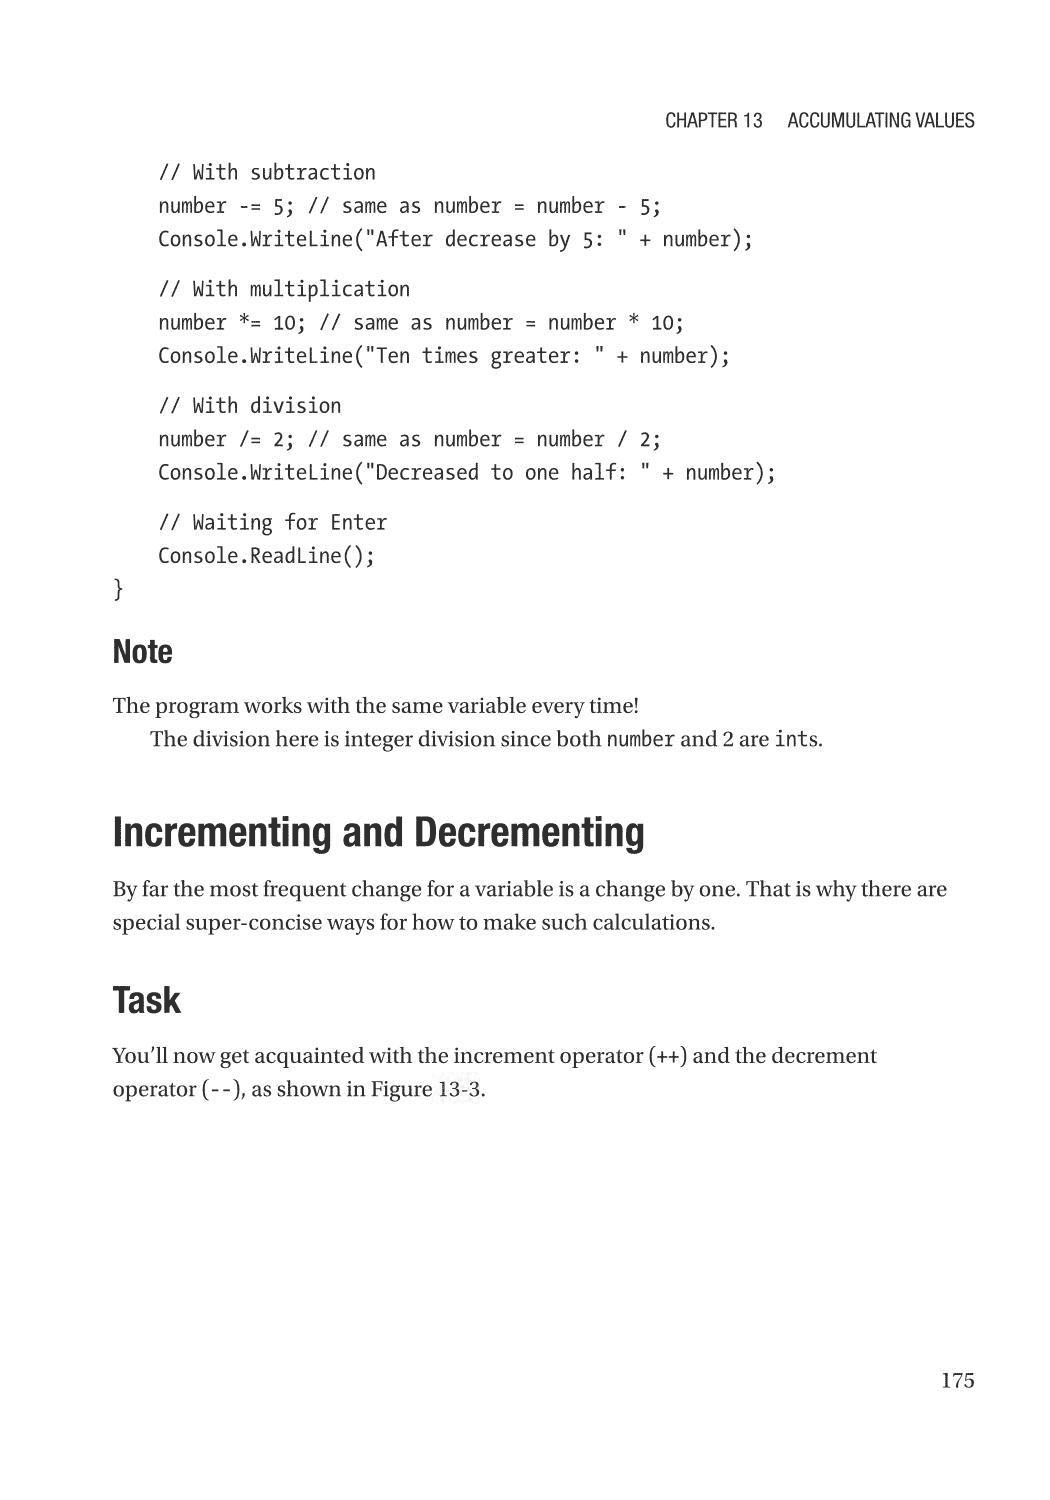 CHAPTER 13 ACCUMULATING VALUES
// With subtraction
number -= 5; // same as number = number - 5;
Console.WriteLine("After decrease by 5: " + number);
// With multiplication
number *= 10; // same as number = number * 10;
Console.WriteLine("Ten times greater: " + number);
// With division
number /= 2; // same as number = number / 2;
Console.WriteLine("Decreased to one half: " + number);
// Waiting for Enter
Console.ReadLine();
}
Note
The program works with the same variable every time!
The division here is integer division since both number and 2 are ints.
Incrementing and Decrementing
By far the most frequent change for a variable is a change by one. That is why there are
special super-concise ways for how to make such calculations.
Task
You’ll now get acquainted with the increment operator (++) and the decrement
operator (--), as shown in Figure 13-3.
175